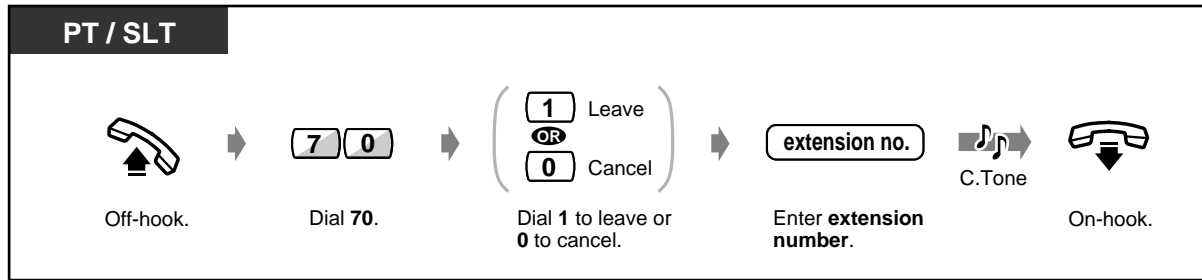 PT / SLT
7 0
1 Leave
OR
0 Cancel
extension no.
C.Tone
Off-hook.
Dial 70.
Dial 1 to leave or
0 to cancel.
Enter extension
number.
On-hook.